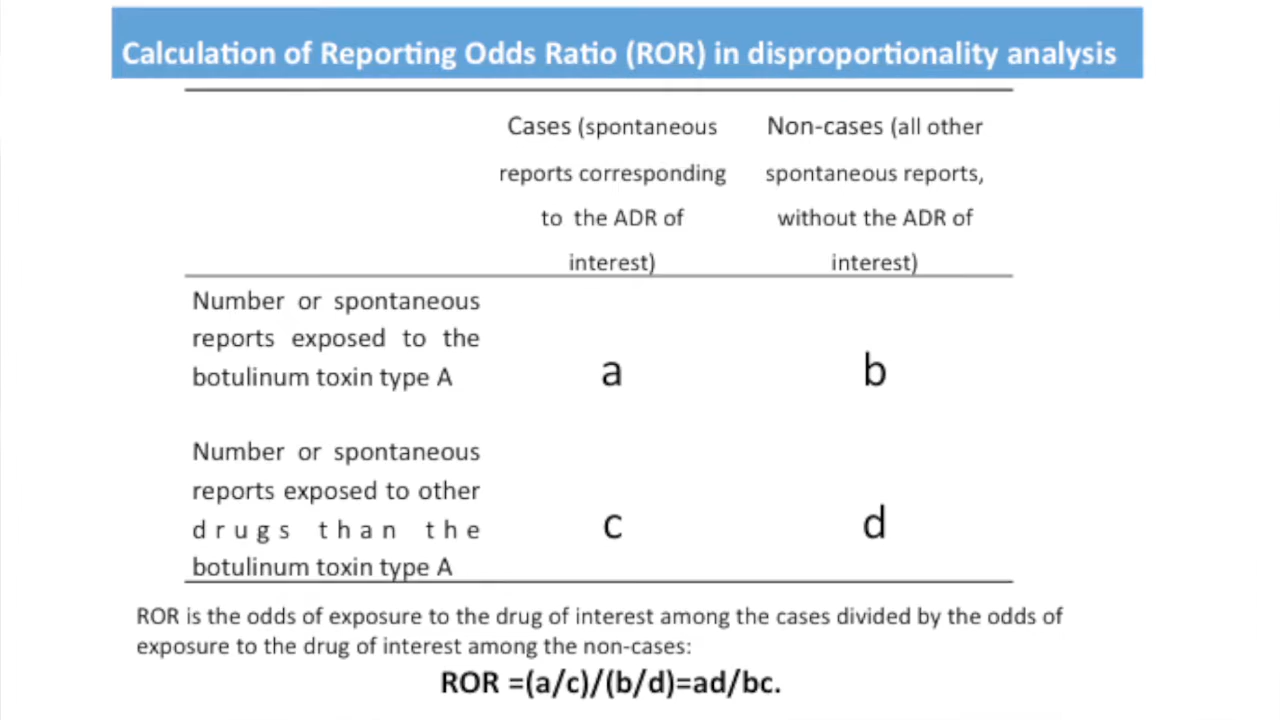 Calculation of Reporting Odds Ratio (ROR) in disproportionality analysis
Cases (spontaneous
reports corresponding
to the ADR of
interest)
Non-cases (all other
spontaneous reports,
without the ADR of
interest)
Number or spontaneous
reports exposed to the
botulinum toxin type A
a
b
Number or spontaneous
reports exposed to other
drugs than the
botulinum toxin type A
c
d
ROR is the odds of exposure to the drug of interest among the cases divided by the odds of
exposure to the drug of interest among the non-cases:
ROR =(a/c)/(b/d)=ad/bc.